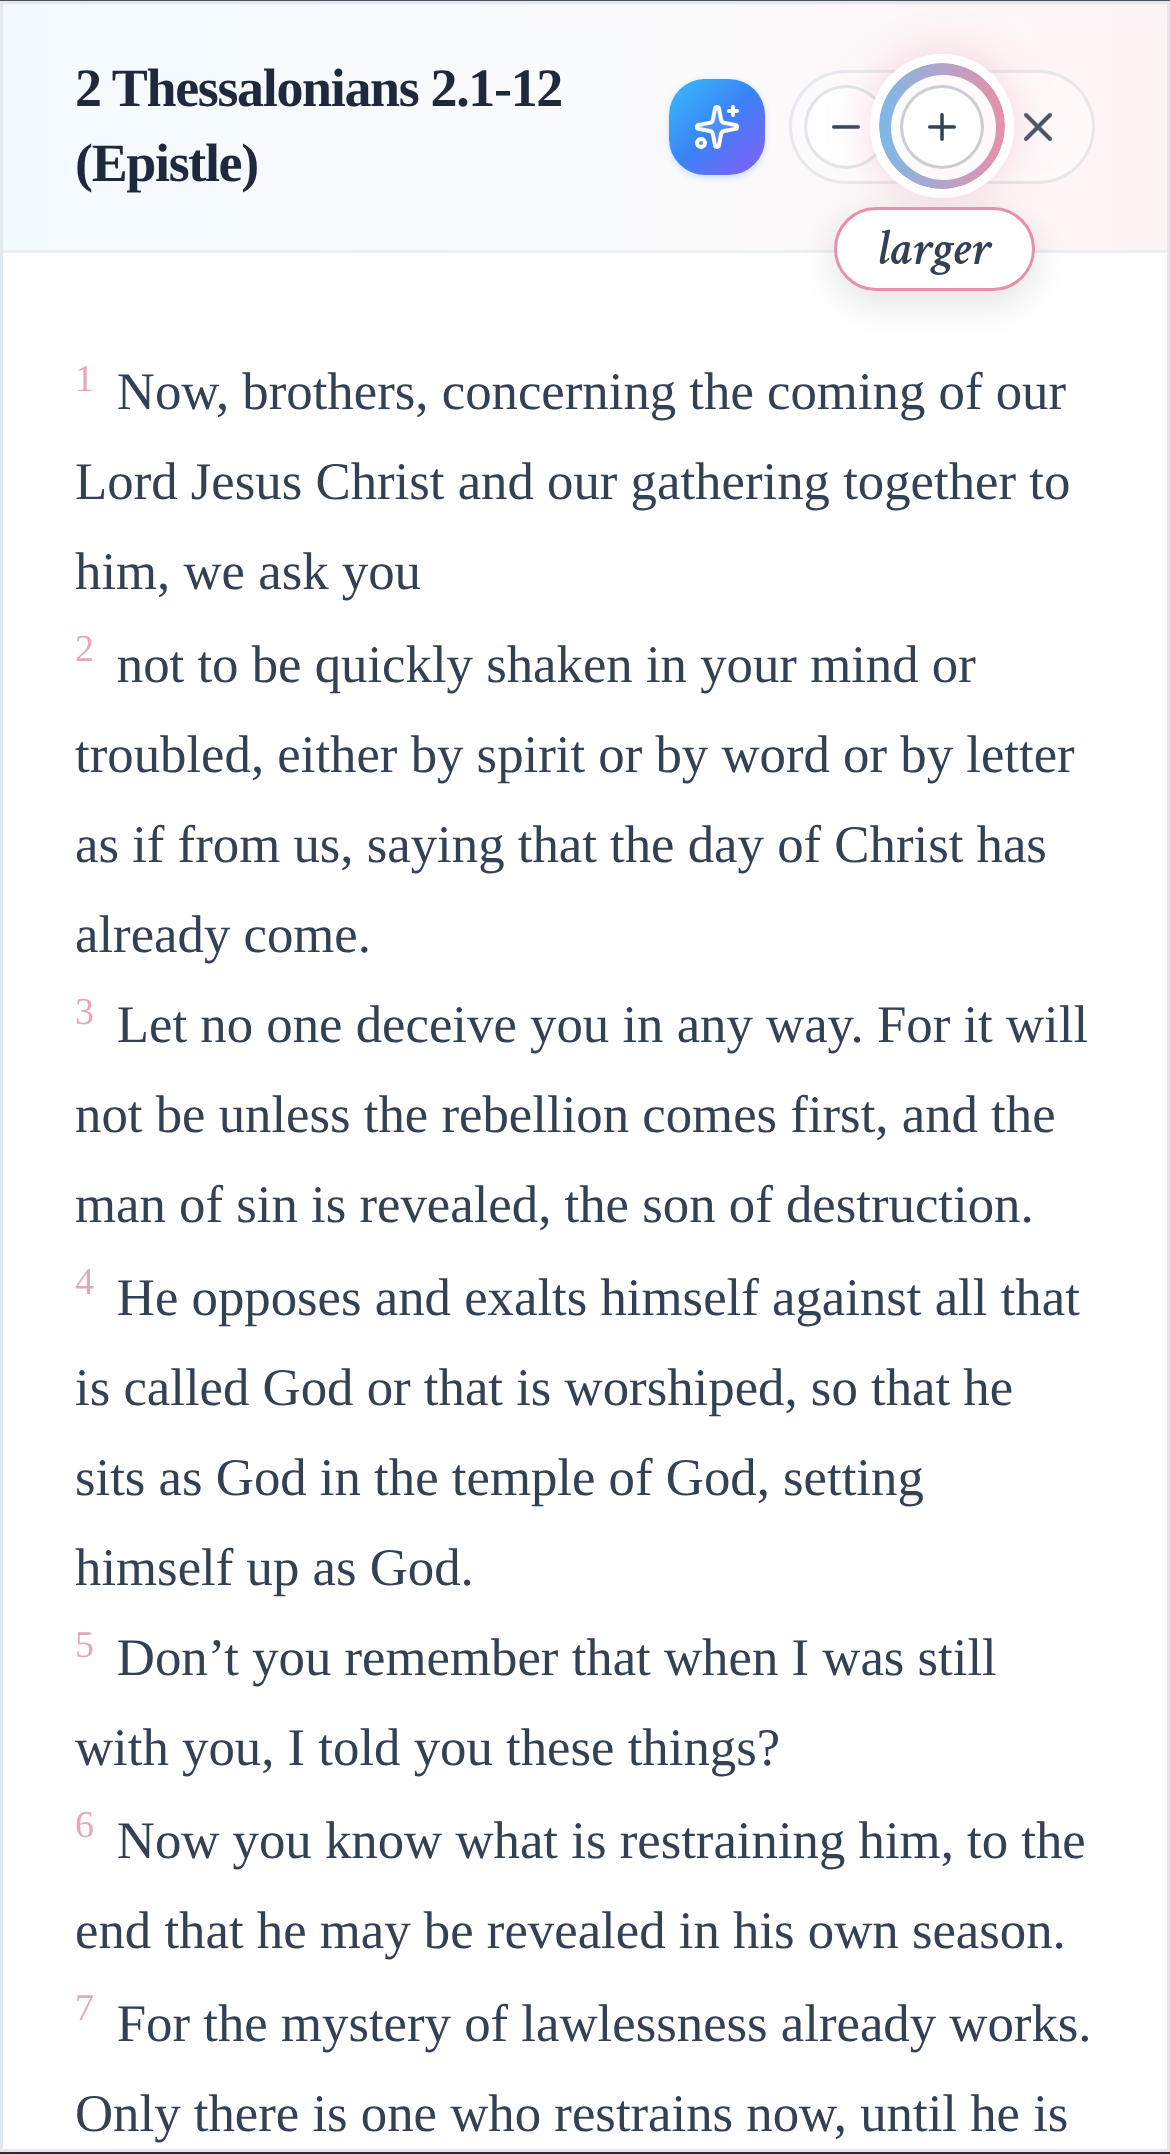 2 Thessalonians 2.1-12
(Epistle)
larger
1 Now, brothers, concerning the coming of our
Lord Jesus Christ and our gathering together to
him, we ask you
2 not to be quickly shaken in your mind or
troubled, either by spirit or by word or by letter
as if from us, saying that the day of Christ has
already come.
3 Let no one deceive you in any way. For it will
not be unless the rebellion comes first, and the
man of sin is revealed, the son of destruction.
4 He opposes and exalts himself against all that
is called God or that is worshiped, so that he
sits as God in the temple of God, setting
himself up as God.
5 Don’t you remember that when I was still
with you, I told you these things?
6 Now you know what is restraining him, to the
end that he may be revealed in his own season.
7 For the mystery of lawlessness already works.
Only there is one who restrains now, until he is